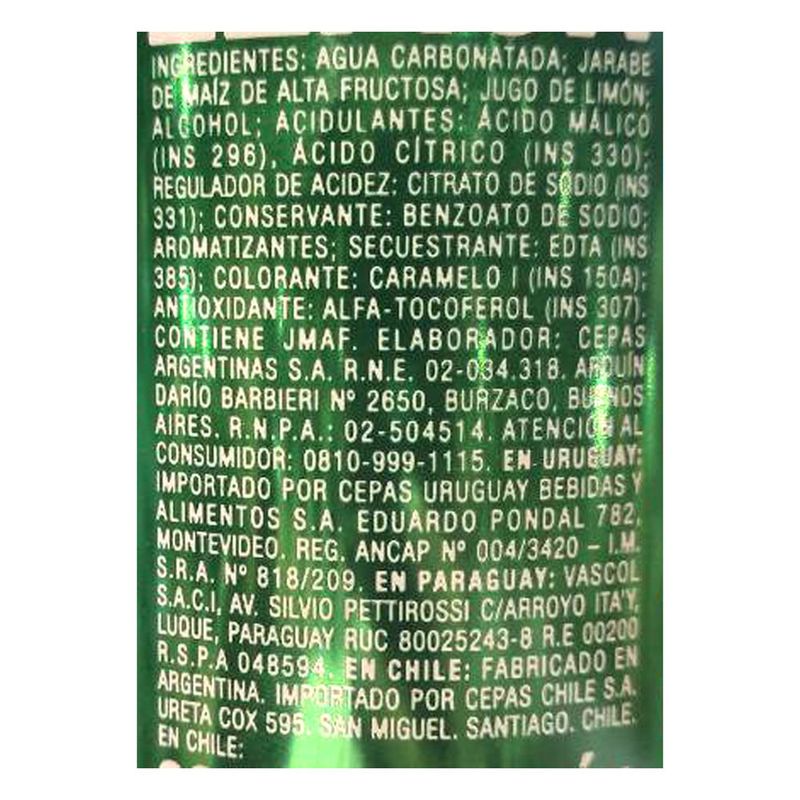 INGREDIENTES: AGUA CARBONATADA; JARABE
DE MAÍZ DE ALTA FRUCTOSA; JUGO DE LIMÓN;
ALCOHOL; ACIDULANTES: ÁCIDO MÁLICO
(INS 296), ÁCIDO CÍTRICO (INS 330);
REGULADOR DE ACIDEZ: CITRATO DE SODIO (INS
331); CONSERVANTE: BENZOATO DE SODIO;
AROMATIZANTES; SECUESTRANTE: EDTA (INS
385); COLORANTE: CARAMELO I (INS 150A);
ANTIOXIDANTE: ALFA-TOCOFEROL (INS 307).
CONTIENE JMAF. ELABORADOR: CEPAS
ARGENTINAS S.A. R.N.E. 02-034.318. ARQUIN
DARÍO BARBIERI Nº 2650, BURZACO, BUENOS
AIRES. R.N.P.A.: 02-504514. ATENCION AL
CONSUMIDOR: 0810-999-1115. EN URUGUAY:
IMPORTADO POR CEPAS URUGUAY BEBIDAS Y
ALIMENTOS S.A. EDUARDO PONDAL 782,
MONTEVIDEO. REG. ANCAP Nº 004/3420 – I.M.
S.R.A. Nº 818/209. EN PARAGUAY: VASCOL
S.A.C.I, AV. SILVIO PETTIROSSI C/ARROYO ITA'Y,
LUQUE, PARAGUAY RUC 80025243-8 R.E 00200
R.S.P.A 048594. EN CHILE: FABRICADO EN
ARGENTINA. IMPORTADO POR CEPAS CHILE S.A.
URETA COX 595. SAN MIGUEL. SANTIAGO. CHILE.
EN CHILE: